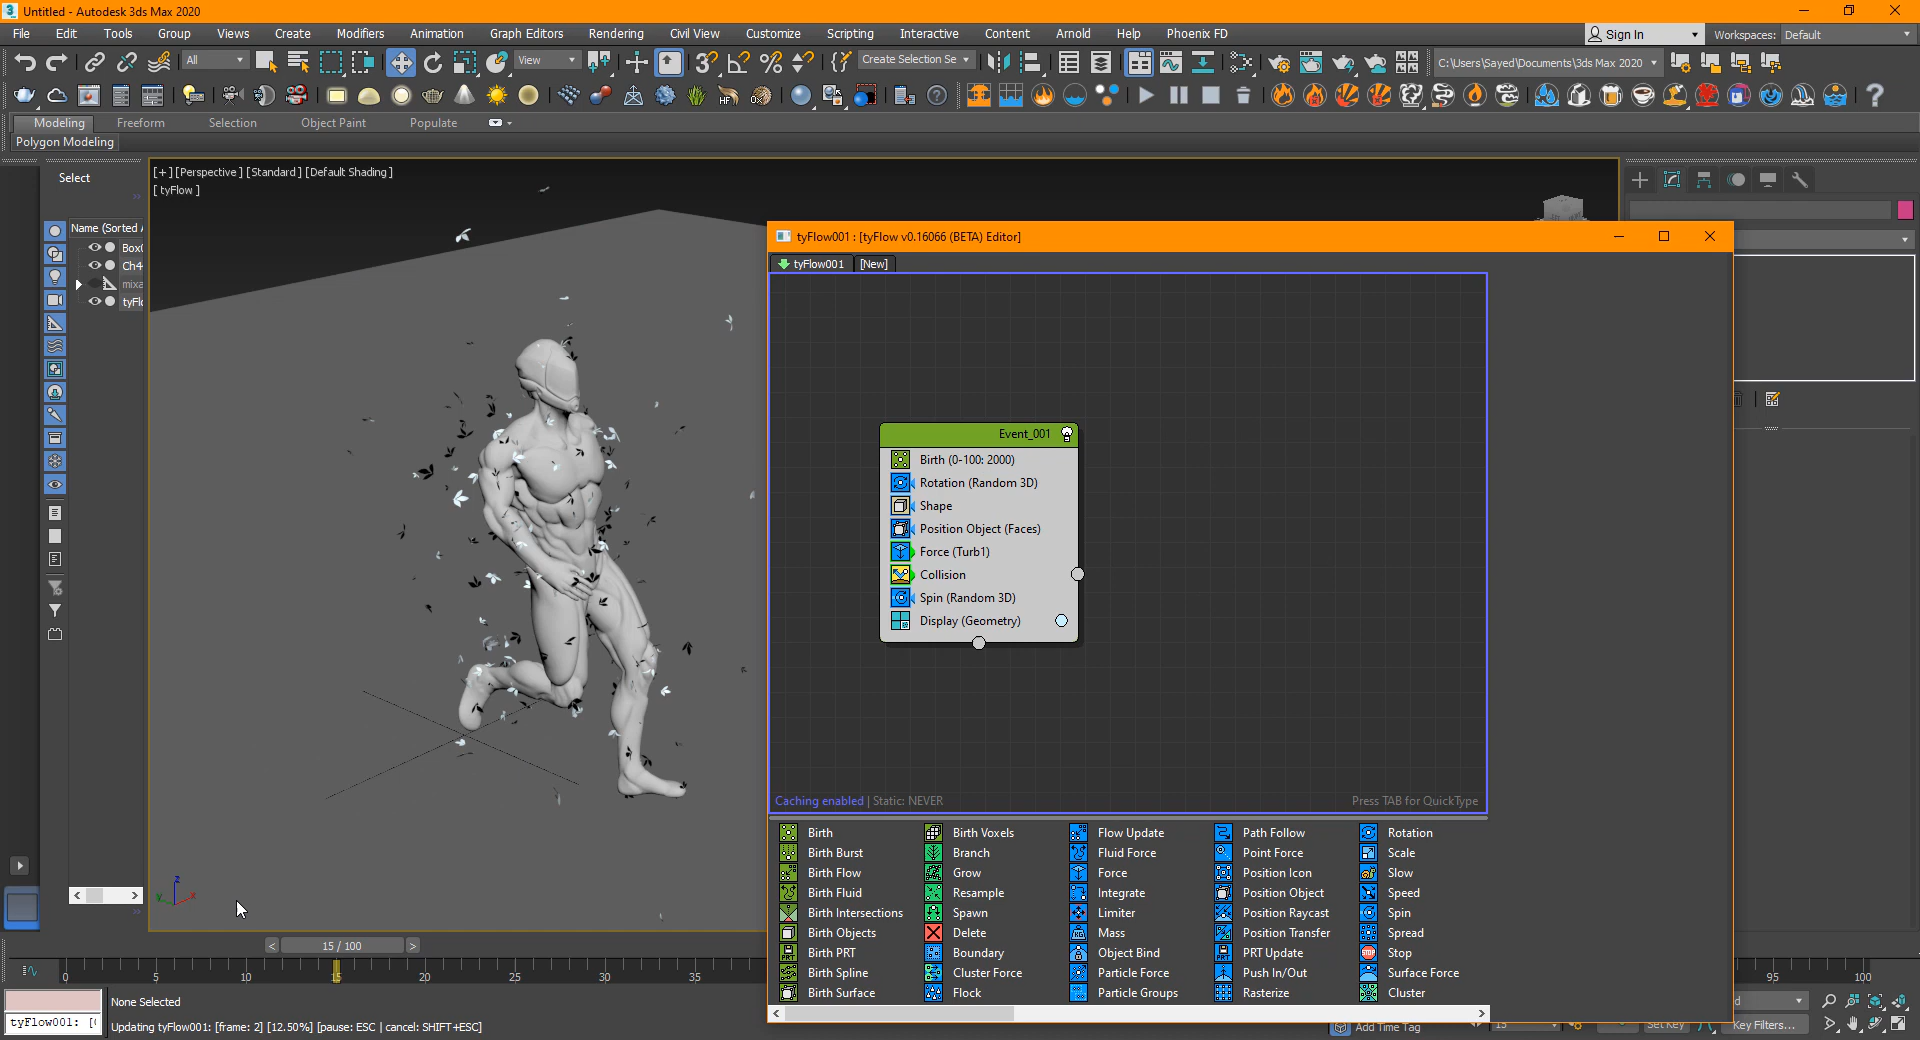 Untitled - Autodesk 3ds Max 2020
File Edit Tools Group Views Create Modifiers Animation Graph Editors Rendering Civil View Customize Scripting Interactive Content Arnold Help Phoenix FD Sign In Workspaces: Default
All View Create Selection Se C:\Users\Sayed\Documents\3ds Max 2020
Modeling Freeform Selection Object Paint Populate
Polygon Modeling
Select
[+] [Perspective ] [Standard ] [Default Shading ]
[ tyFlow ]
Name (Sorted A
Box0
Ch4
mixa
tyFlo
tyFlow001 : [tyFlow v0.16066 (BETA) Editor]
tyFlow001 [New]
Event_001
Birth (0-100: 2000)
Rotation (Random 3D)
Shape
Position Object (Faces)
Force (Turb1)
Collision
Spin (Random 3D)
Display (Geometry)
Caching enabled | Static: NEVER Press TAB for QuickType
Birth Birth Voxels Flow Update Path Follow Rotation
Birth Burst Branch Fluid Force Point Force Scale
Birth Flow Grow Force Position Icon Slow
Birth Fluid Resample Integrate Position Object Speed
Birth Intersections Spawn Limiter Position Raycast Spin
Birth Objects Delete Mass Position Transfer Spread
Birth PRT Boundary Object Bind PRT Update Stop
Birth Spline Cluster Force Particle Force Push In/Out Surface Force
Birth Surface Flock Particle Groups Rasterize Cluster
z
x
y
< 15 / 100 >
0 5 10 15 20 25 30 35 95 100
None Selected
tyFlow001: [
Updating tyFlow001: [frame: 2] [12.50%] [pause: ESC | cancel: SHIFT+ESC]
Add Time Tag 15 Set Key Key Filters...